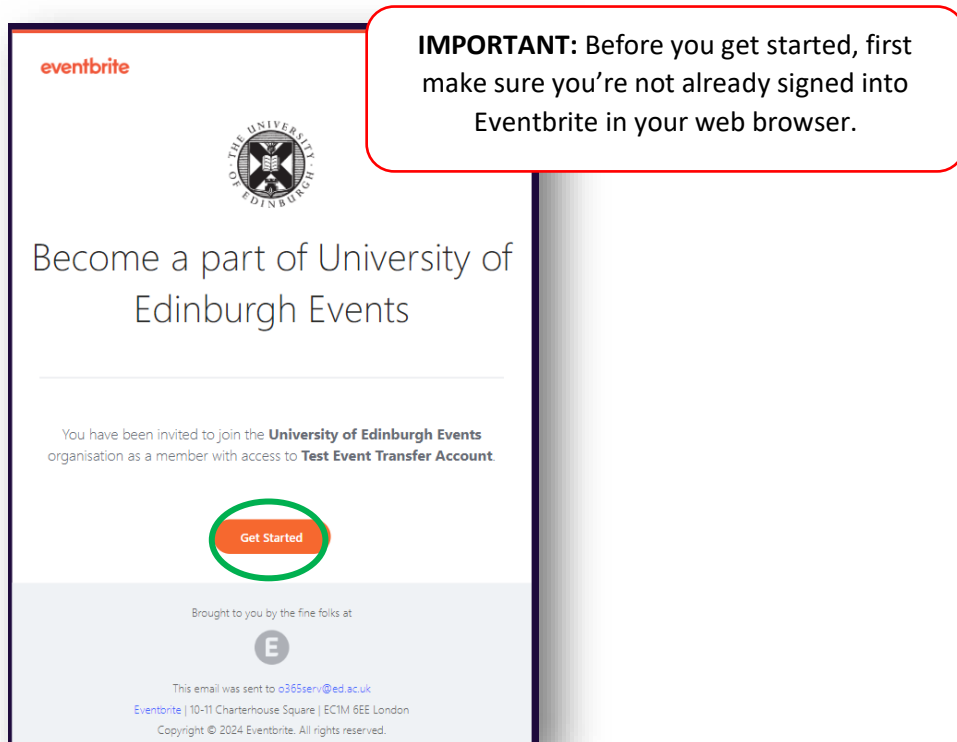 IMPORTANT: Before you get started, first
make sure you’re not already signed into
Eventbrite in your web browser.
eventbrite
THE UNIVERSITY OF EDINBURGH
Become a part of University of
Edinburgh Events
You have been invited to join the University of Edinburgh Events
organisation as a member with access to Test Event Transfer Account.
Get Started
Brought to you by the fine folks at
E
This email was sent to o365serv@ed.ac.uk
Eventbrite | 10-11 Charterhouse Square | EC1M 6EE London
Copyright © 2024 Eventbrite. All rights reserved.